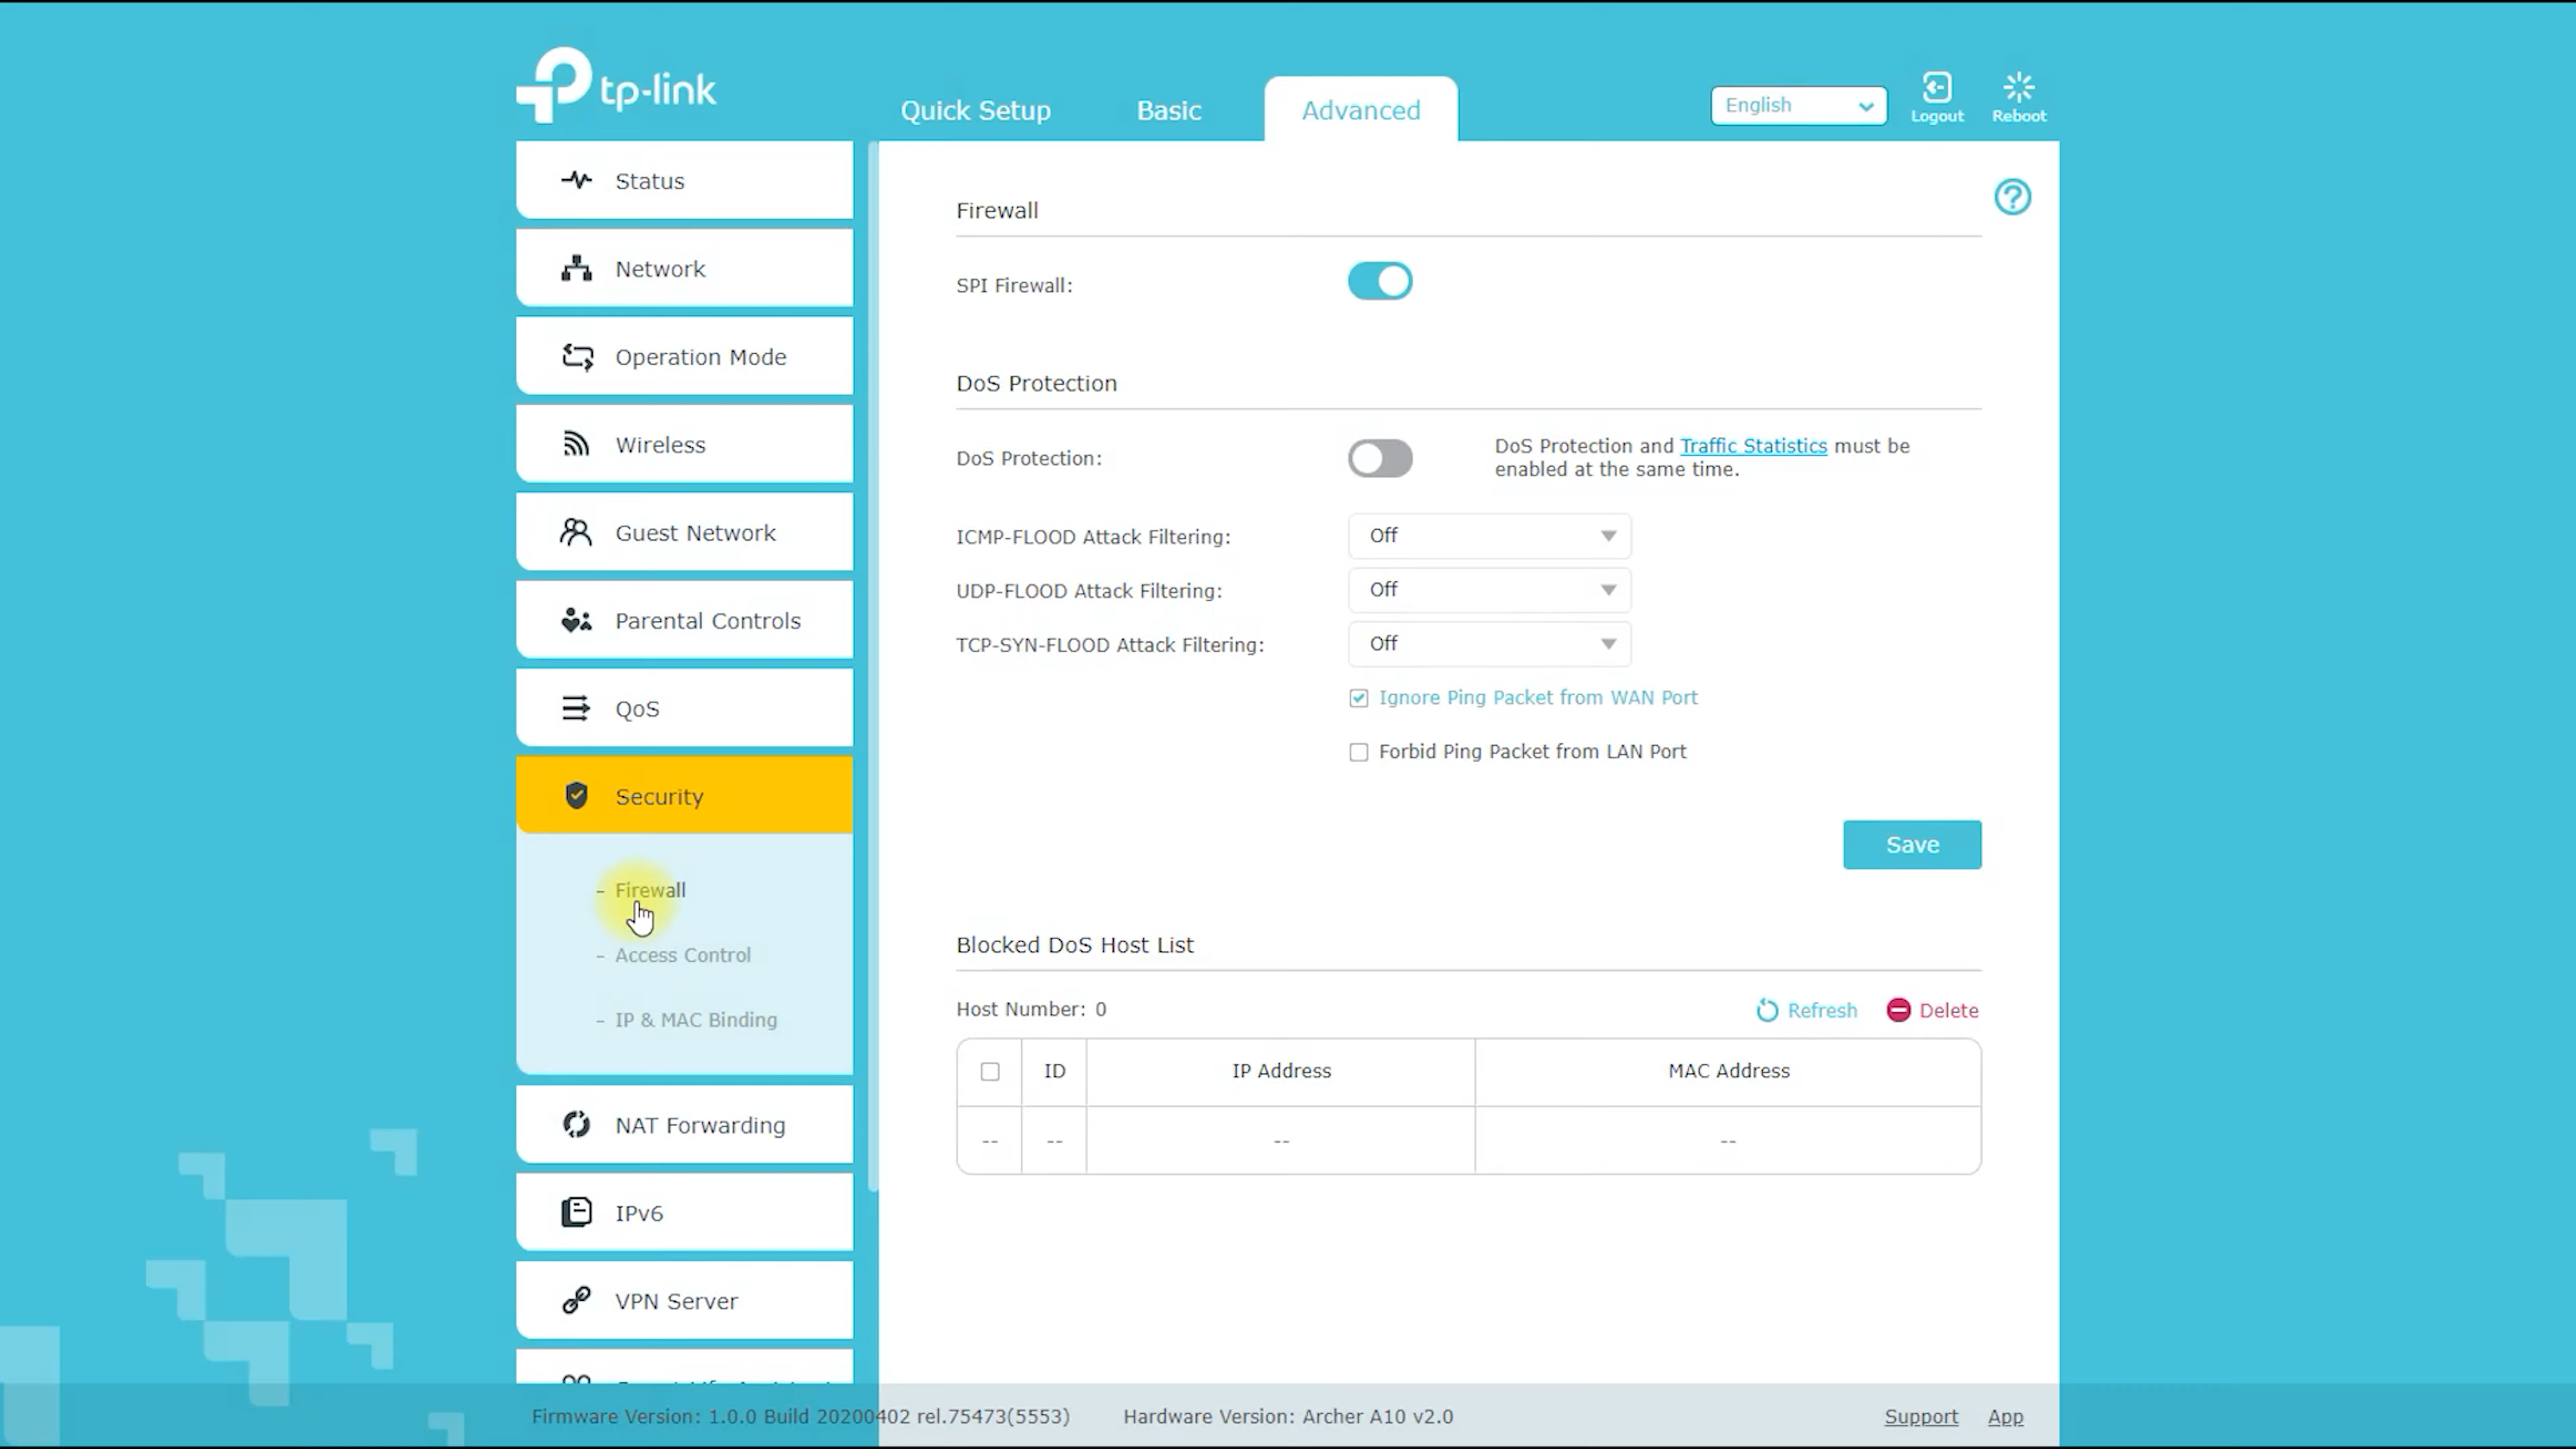 tp-link
Quick Setup
Basic
Advanced
English
Logout
Reboot
Status
Network
Operation Mode
Wireless
Guest Network
Parental Controls
QoS
Security
- Firewall
- Access Control
- IP & MAC Binding
NAT Forwarding
IPv6
VPN Server
Firewall
SPI Firewall:
DoS Protection
DoS Protection:
DoS Protection and Traffic Statistics must be
enabled at the same time.
ICMP-FLOOD Attack Filtering: Off
UDP-FLOOD Attack Filtering: Off
TCP-SYN-FLOOD Attack Filtering: Off
Ignore Ping Packet from WAN Port
Forbid Ping Packet from LAN Port
Save
Blocked DoS Host List
Host Number: 0
Refresh
Delete
ID IP Address MAC Address
-- -- -- --
Firmware Version: 1.0.0 Build 20200402 rel.75473(5553)
Hardware Version: Archer A10 v2.0
Support
App